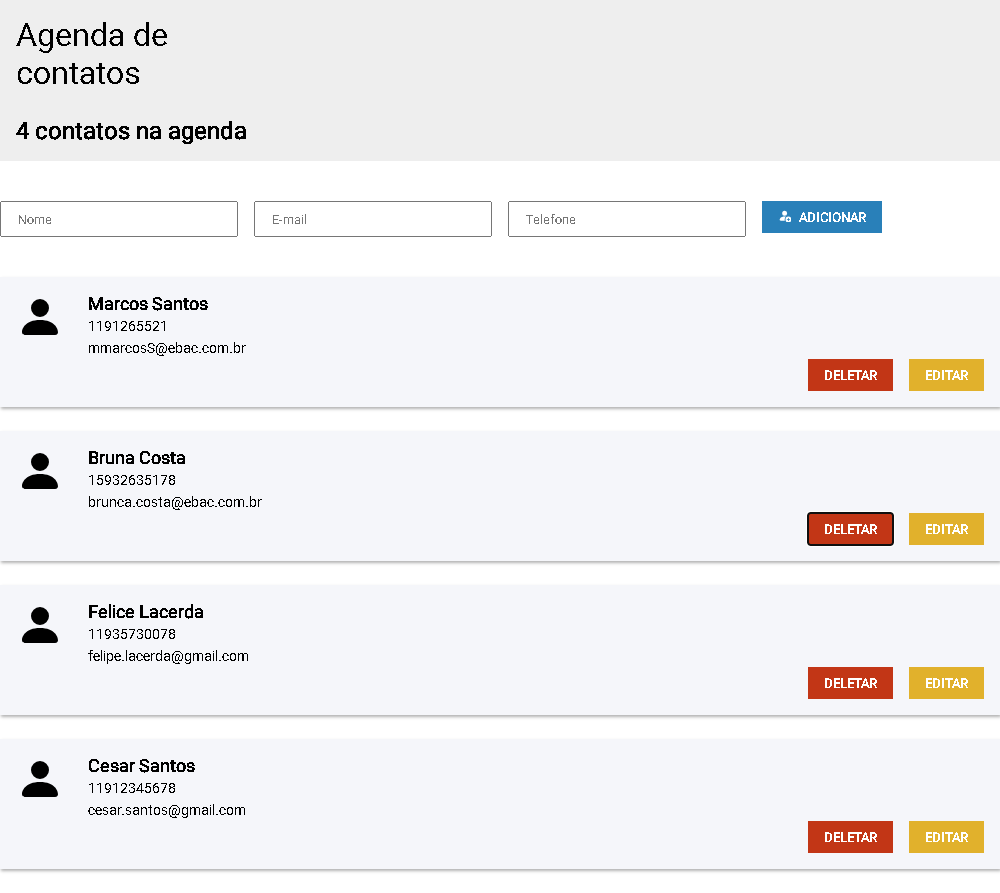 Agenda de
contatos
4 contatos na agenda
Nome
E-mail
Telefone
ADICIONAR
Marcos Santos
1191265521
mmarcosS@ebac.com.br
DELETAR
EDITAR
Bruna Costa
15932635178
brunca.costa@ebac.com.br
DELETAR
EDITAR
Felice Lacerda
11935730078
felipe.lacerda@gmail.com
DELETAR
EDITAR
Cesar Santos
11912345678
cesar.santos@gmail.com
DELETAR
EDITAR